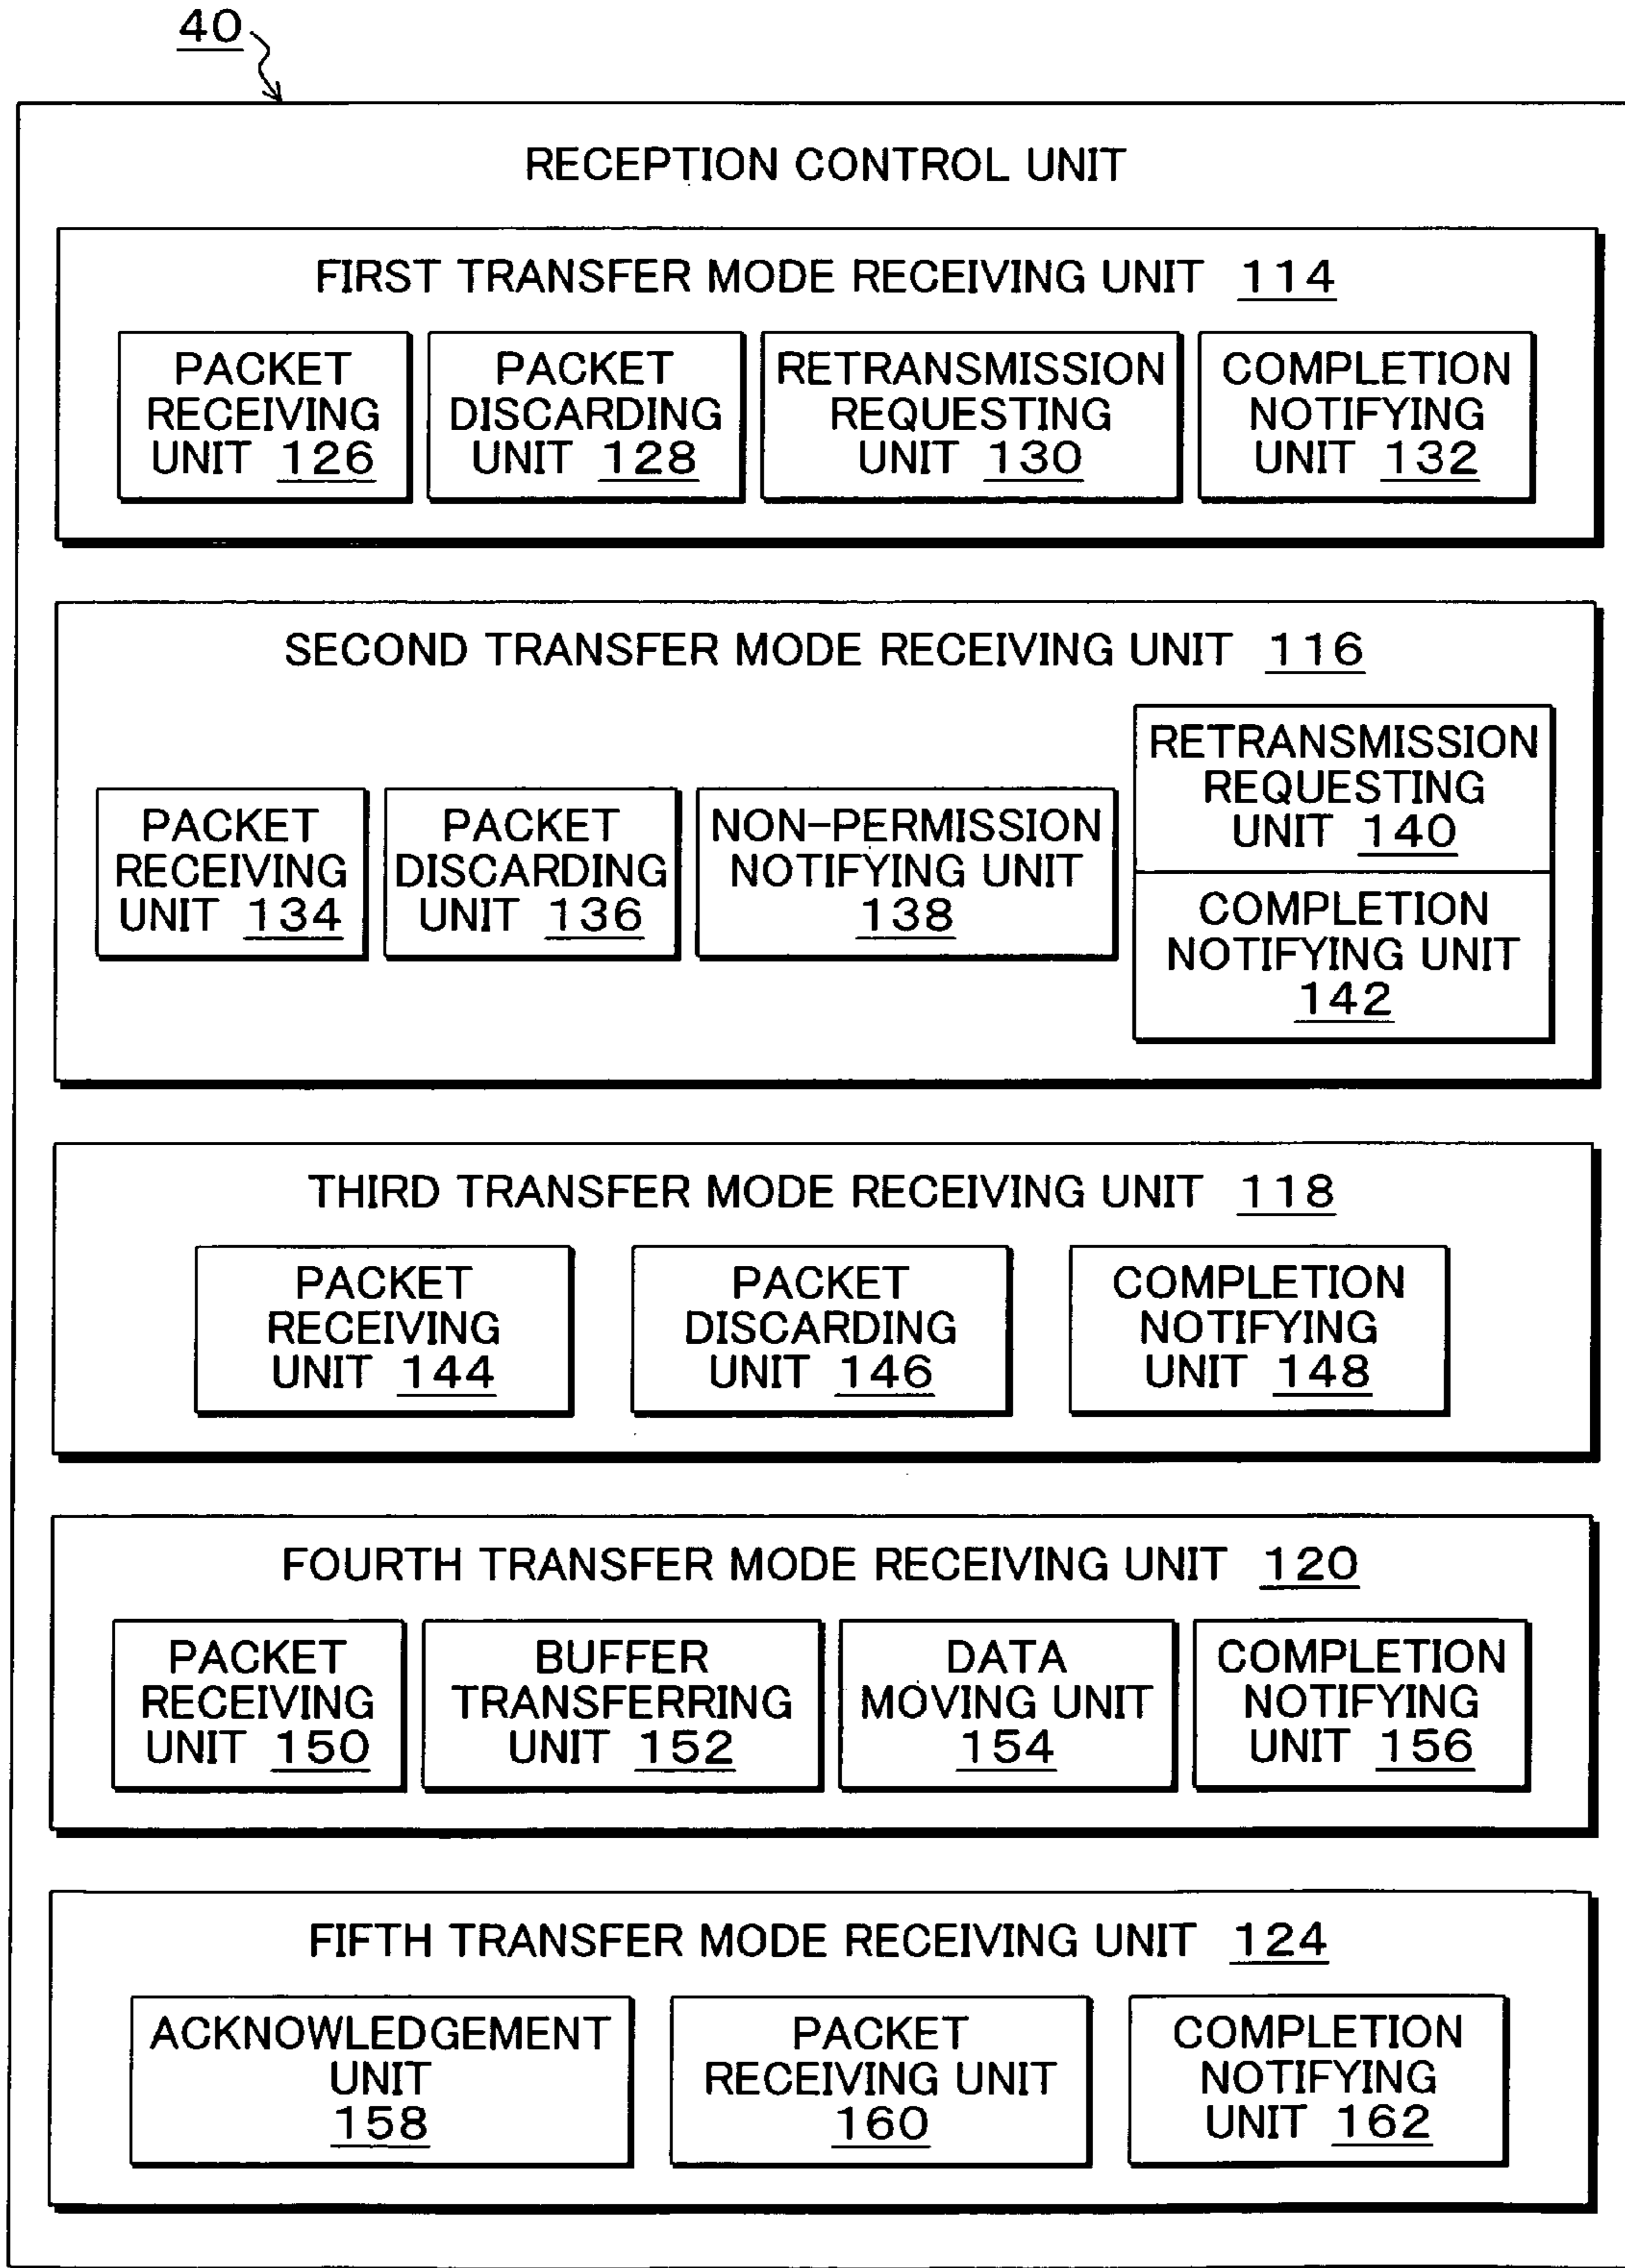 40
RECEPTION CONTROL UNIT
FIRST TRANSFER MODE RECEIVING UNIT 114
PACKET
RECEIVING
UNIT 126
PACKET
DISCARDING
UNIT 128
RETRANSMISSION
REQUESTING
UNIT 130
COMPLETION
NOTIFYING
UNIT 132
SECOND TRANSFER MODE RECEIVING UNIT 116
PACKET
RECEIVING
UNIT 134
PACKET
DISCARDING
UNIT 136
NON-PERMISSION
NOTIFYING UNIT
138
RETRANSMISSION
REQUESTING
UNIT 140
COMPLETION
NOTIFYING UNIT
142
THIRD TRANSFER MODE RECEIVING UNIT 118
PACKET
RECEIVING
UNIT 144
PACKET
DISCARDING
UNIT 146
COMPLETION
NOTIFYING
UNIT 148
FOURTH TRANSFER MODE RECEIVING UNIT 120
PACKET
RECEIVING
UNIT 150
BUFFER
TRANSFERRING
UNIT 152
DATA
MOVING UNIT
154
COMPLETION
NOTIFYING
UNIT 156
FIFTH TRANSFER MODE RECEIVING UNIT 124
ACKNOWLEDGEMENT
UNIT
158
PACKET
RECEIVING UNIT
160
COMPLETION
NOTIFYING
UNIT 162